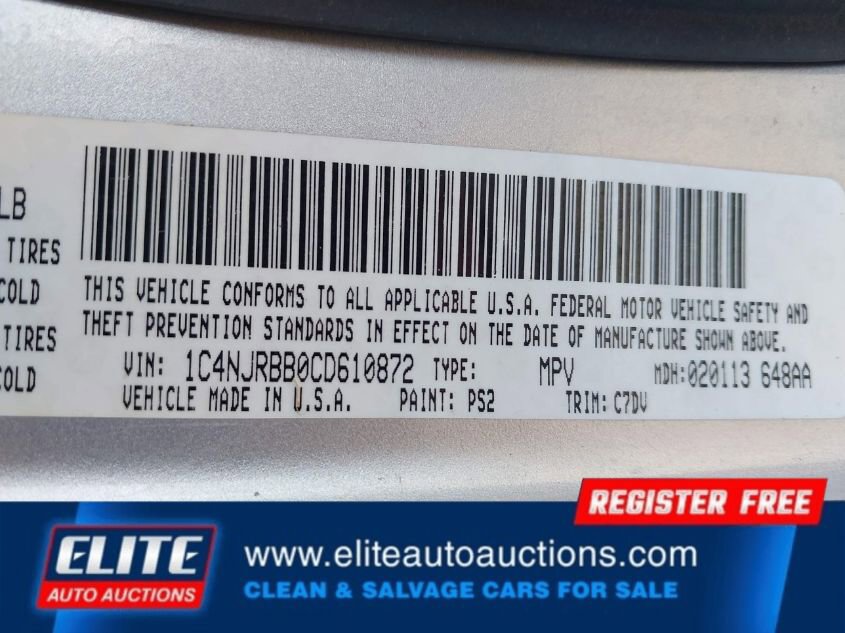 LB
TIRES
COLD
TIRES
COLD
THIS VEHICLE CONFORMS TO ALL APPLICABLE U.S.A. FEDERAL MOTOR VEHICLE SAFETY AND
THEFT PREVENTION STANDARDS IN EFFECT ON THE DATE OF MANUFACTURE SHOWN ABOVE.
VIN: 1C4NJRBB0CD610872 TYPE: MPV MDH:020113 648AA
VEHICLE MADE IN U.S.A. PAINT: PS2 TRIM: C7DV
REGISTER FREE
ELITE
AUTO AUCTIONS
www.eliteautoauctions.com
CLEAN & SALVAGE CARS FOR SALE